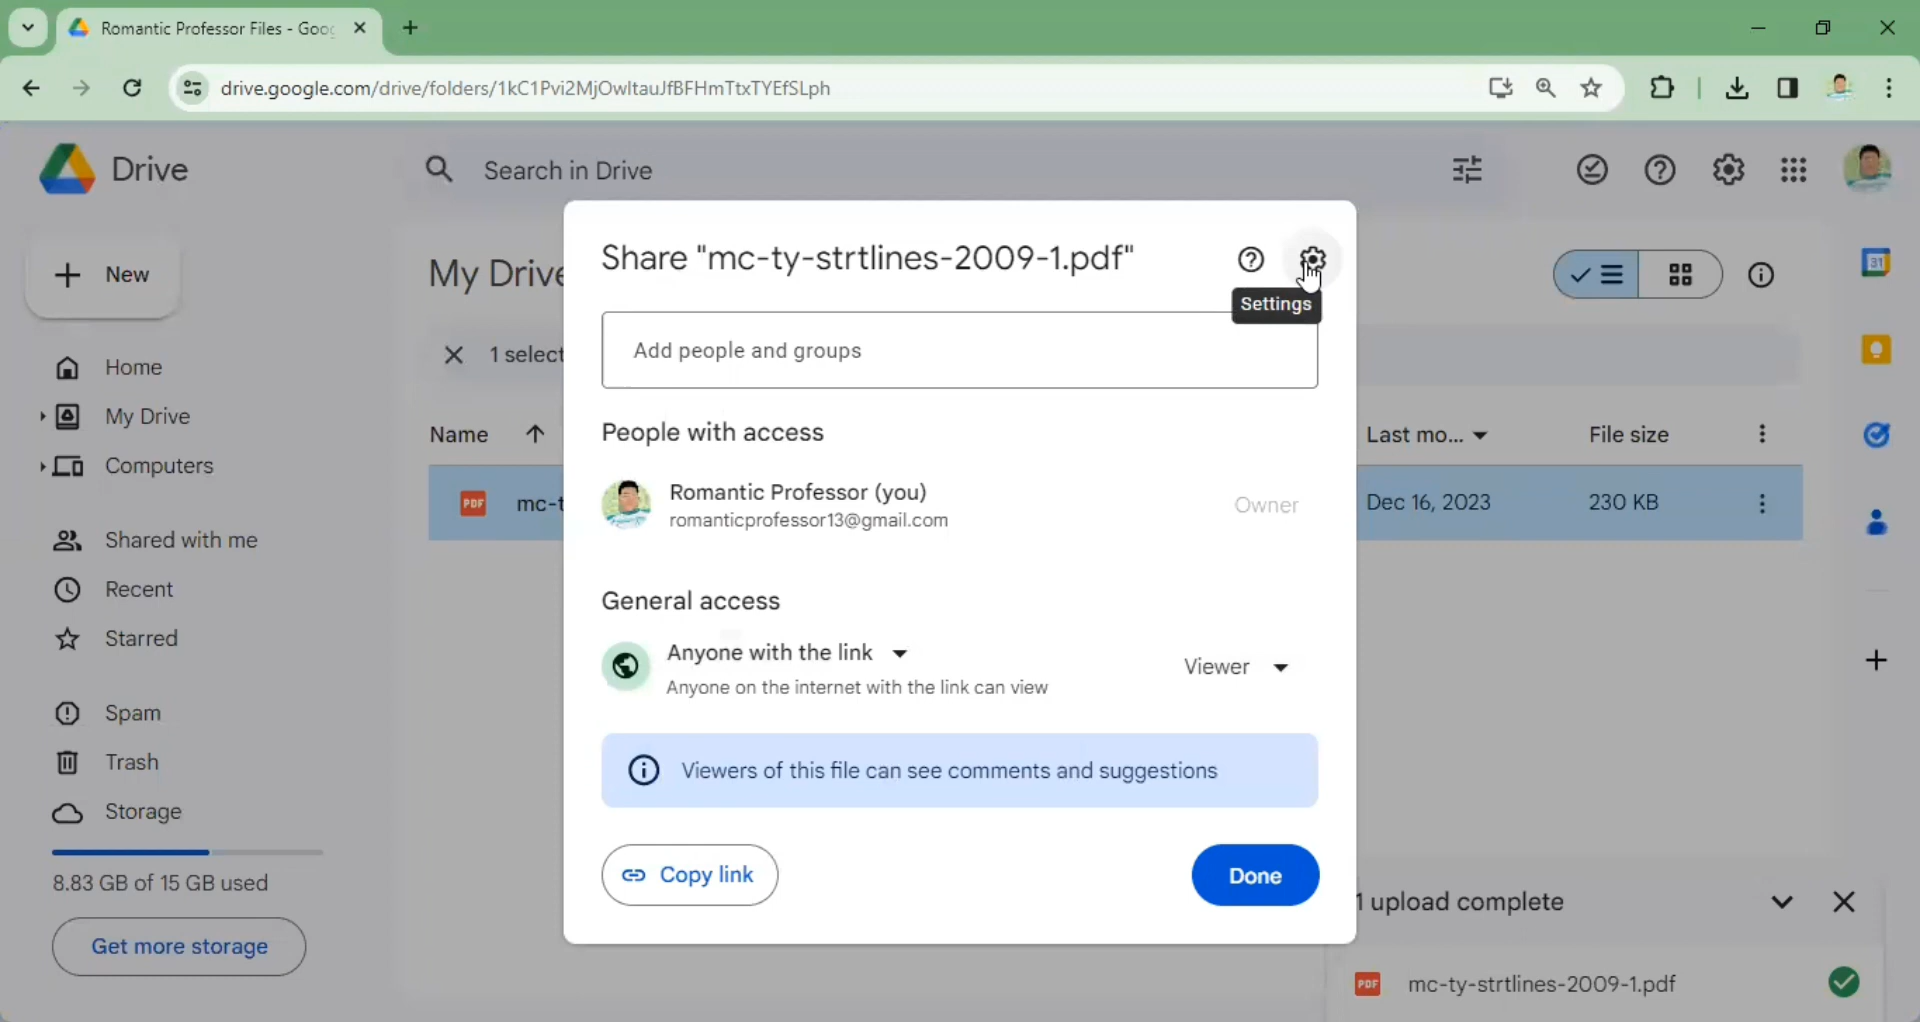 Romantic Professor Files - Goo
drive.google.com/drive/folders/1kC1Pvi2MjOwltauJfBFHmTtxTYEfSLph
Drive
Search in Drive
New
Home
My Drive
Computers
Shared with me
Recent
Starred
Spam
Trash
Storage
8.83 GB of 15 GB used
Get more storage
My Drive
1 select
Name
Last mo...
File size
PDF
mc-t
Dec 16, 2023
230 KB
Share "mc-ty-strtlines-2009-1.pdf"
Settings
Add people and groups
People with access
Romantic Professor (you)
romanticprofessor13@gmail.com
Owner
General access
Anyone with the link
Anyone on the internet with the link can view
Viewer
Viewers of this file can see comments and suggestions
Copy link
Done
31
1 upload complete
PDF
mc-ty-strtlines-2009-1.pdf